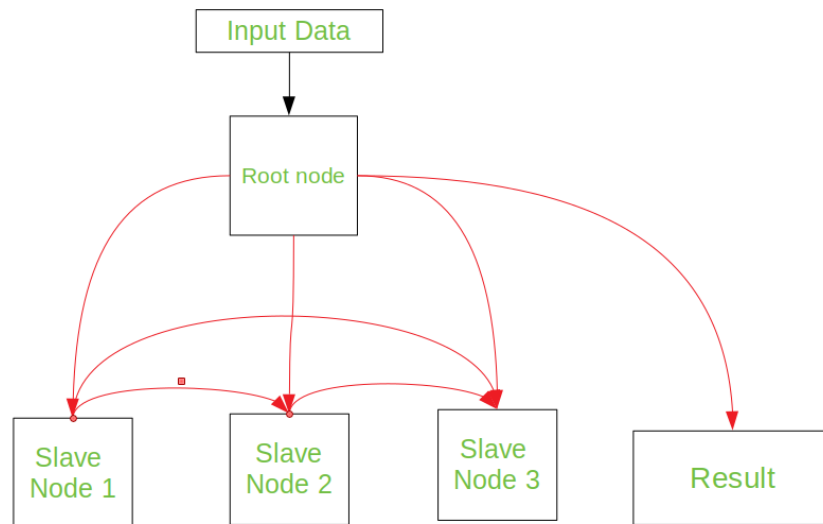 Input Data
Root node
Slave
Node 1
Slave
Node 2
Slave
Node 3
Result